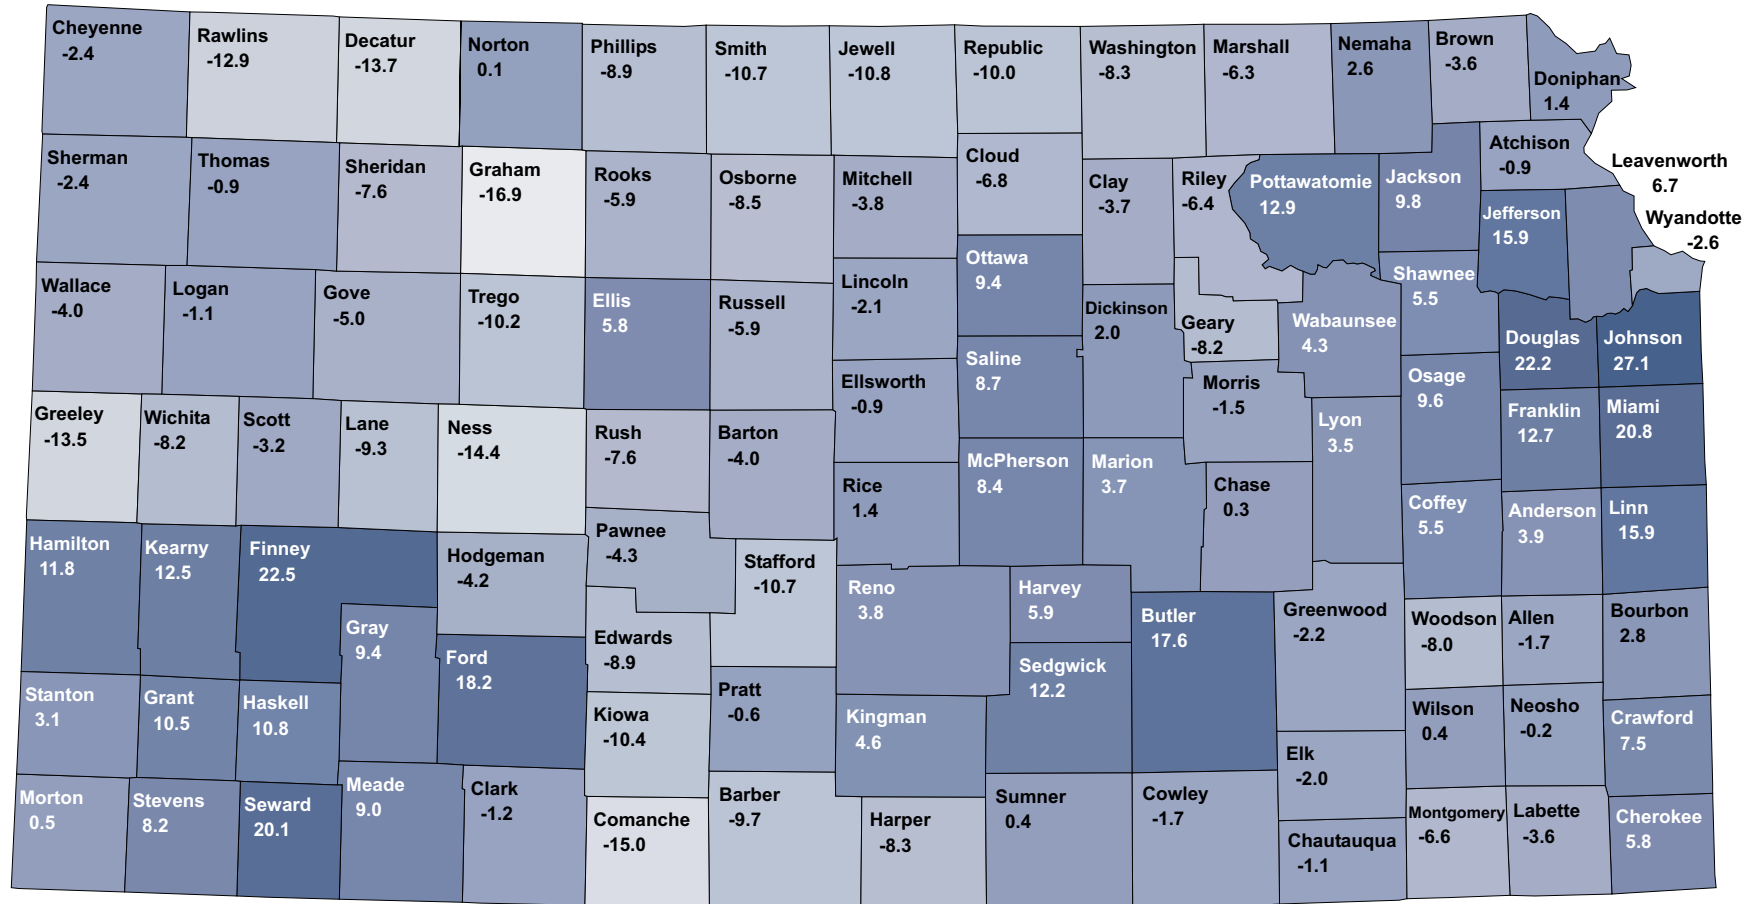 Cheyenne
-2.4
Rawlins
-12.9
Decatur
-13.7
Norton
0.1
Phillips
-8.9
Smith
-10.7
Jewell
-10.8
Republic
-10.0
Washington
-8.3
Marshall
-6.3
Nemaha
2.6
Brown
-3.6
Doniphan
1.4
Sherman
-2.4
Thomas
-0.9
Sheridan
-7.6
Graham
-16.9
Rooks
-5.9
Osborne
-8.5
Mitchell
-3.8
Cloud
-6.8
Clay
-3.7
Riley
-6.4
Pottawatomie
12.9
Jackson
9.8
Atchison
-0.9
Jefferson
15.9
Leavenworth
6.7
Wyandotte
-2.6
Wallace
-4.0
Logan
-1.1
Gove
-5.0
Trego
-10.2
Ellis
5.8
Russell
-5.9
Lincoln
-2.1
Ottawa
9.4
Dickinson
2.0
Geary
-8.2
Wabaunsee
4.3
Shawnee
5.5
Douglas
22.2
Johnson
27.1
Greeley
-13.5
Wichita
-8.2
Scott
-3.2
Lane
-9.3
Ness
-14.4
Rush
-7.6
Barton
-4.0
Ellsworth
-0.9
Saline
8.7
Morris
-1.5
Lyon
3.5
Osage
9.6
Franklin
12.7
Miami
20.8
Rice
1.4
McPherson
8.4
Marion
3.7
Chase
0.3
Coffey
5.5
Anderson
3.9
Linn
15.9
Hamilton
11.8
Kearny
12.5
Finney
22.5
Hodgeman
-4.2
Pawnee
-4.3
Stafford
-10.7
Gray
9.4
Ford
18.2
Edwards
-8.9
Reno
3.8
Harvey
5.9
Butler
17.6
Greenwood
-2.2
Woodson
-8.0
Allen
-1.7
Bourbon
2.8
Stanton
3.1
Grant
10.5
Haskell
10.8
Kiowa
-10.4
Pratt
-0.6
Kingman
4.6
Sedgwick
12.2
Elk
-2.0
Wilson
0.4
Neosho
-0.2
Crawford
7.5
Morton
0.5
Stevens
8.2
Seward
20.1
Meade
9.0
Clark
-1.2
Comanche
-15.0
Barber
-9.7
Harper
-8.3
Sumner
0.4
Cowley
-1.7
Chautauqua
-1.1
Montgomery
-6.6
Labette
-3.6
Cherokee
5.8